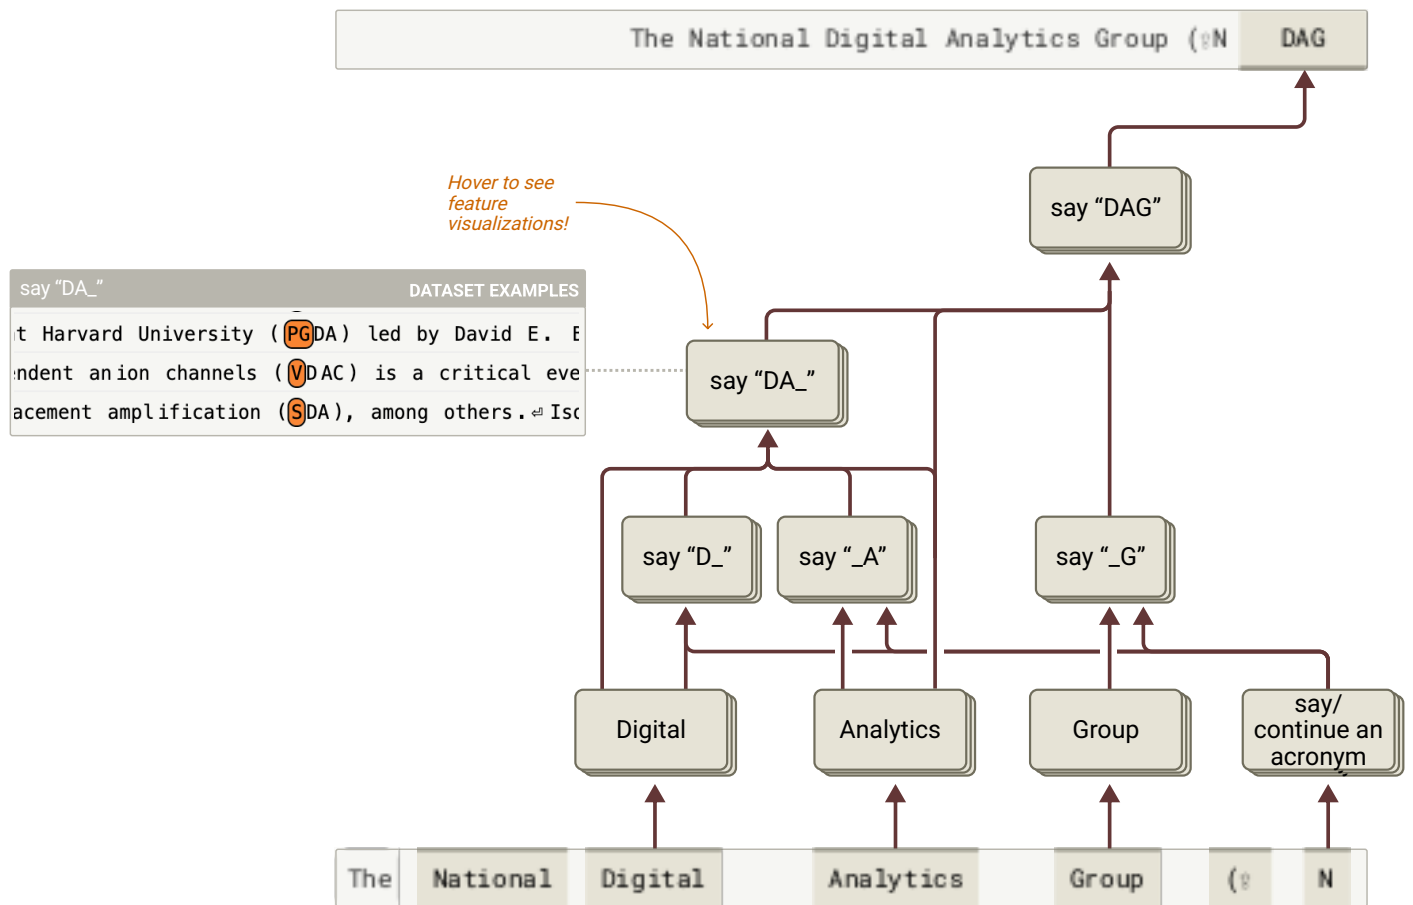 The National Digital Analytics Group (⇧N DAG
say “DAG”
Hover to see
feature
visualizations!
say “DA_” DATASET EXAMPLES
t Harvard University (PGDA) led by David E. E
ndent anion channels (VDAC) is a critical eve
acement amplification (SDA), among others.⏎ Iso
say “DA_”
say “D_” say “_A” say “_G”
Digital Analytics Group say/
continue an
acronym
The National Digital Analytics Group (⇧ N